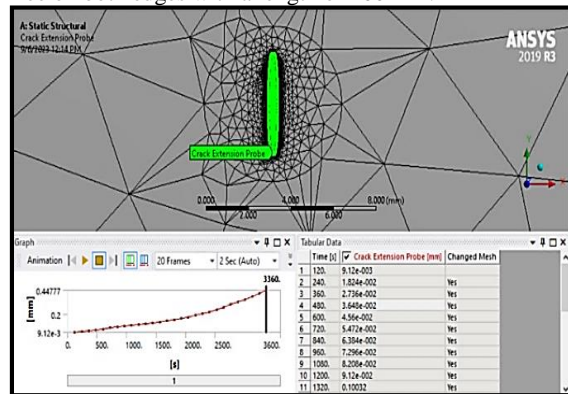 A: Static Structural
Crack Extension Probe
9/6/2023 12:14 PM
ANSYS
2019 R3
Crack Extension Probe
0.000
2.000
4.000
6.000
8.000 (mm)
Y
X
Graph
Animation
20 Frames
2 Sec (Auto)
3360.
0.44777
0.2
9.12e-3
[mm]
0.
500.
1000.
1500.
2000.
2500.
3600.
[s]
1
Tabular Data
Time [s] Crack Extension Probe [mm] Changed Mesh
1 120. 9.12e-003
2 240. 1.824e-002 Yes
3 360. 2.736e-002 Yes
4 480. 3.648e-002 Yes
5 600. 4.56e-002 Yes
6 720. 5.472e-002 Yes
7 840. 6.384e-002 Yes
8 960. 7.296e-002 Yes
9 1080. 8.208e-002 Yes
10 1200. 9.12e-002 Yes
11 1320. 0.10032 Yes